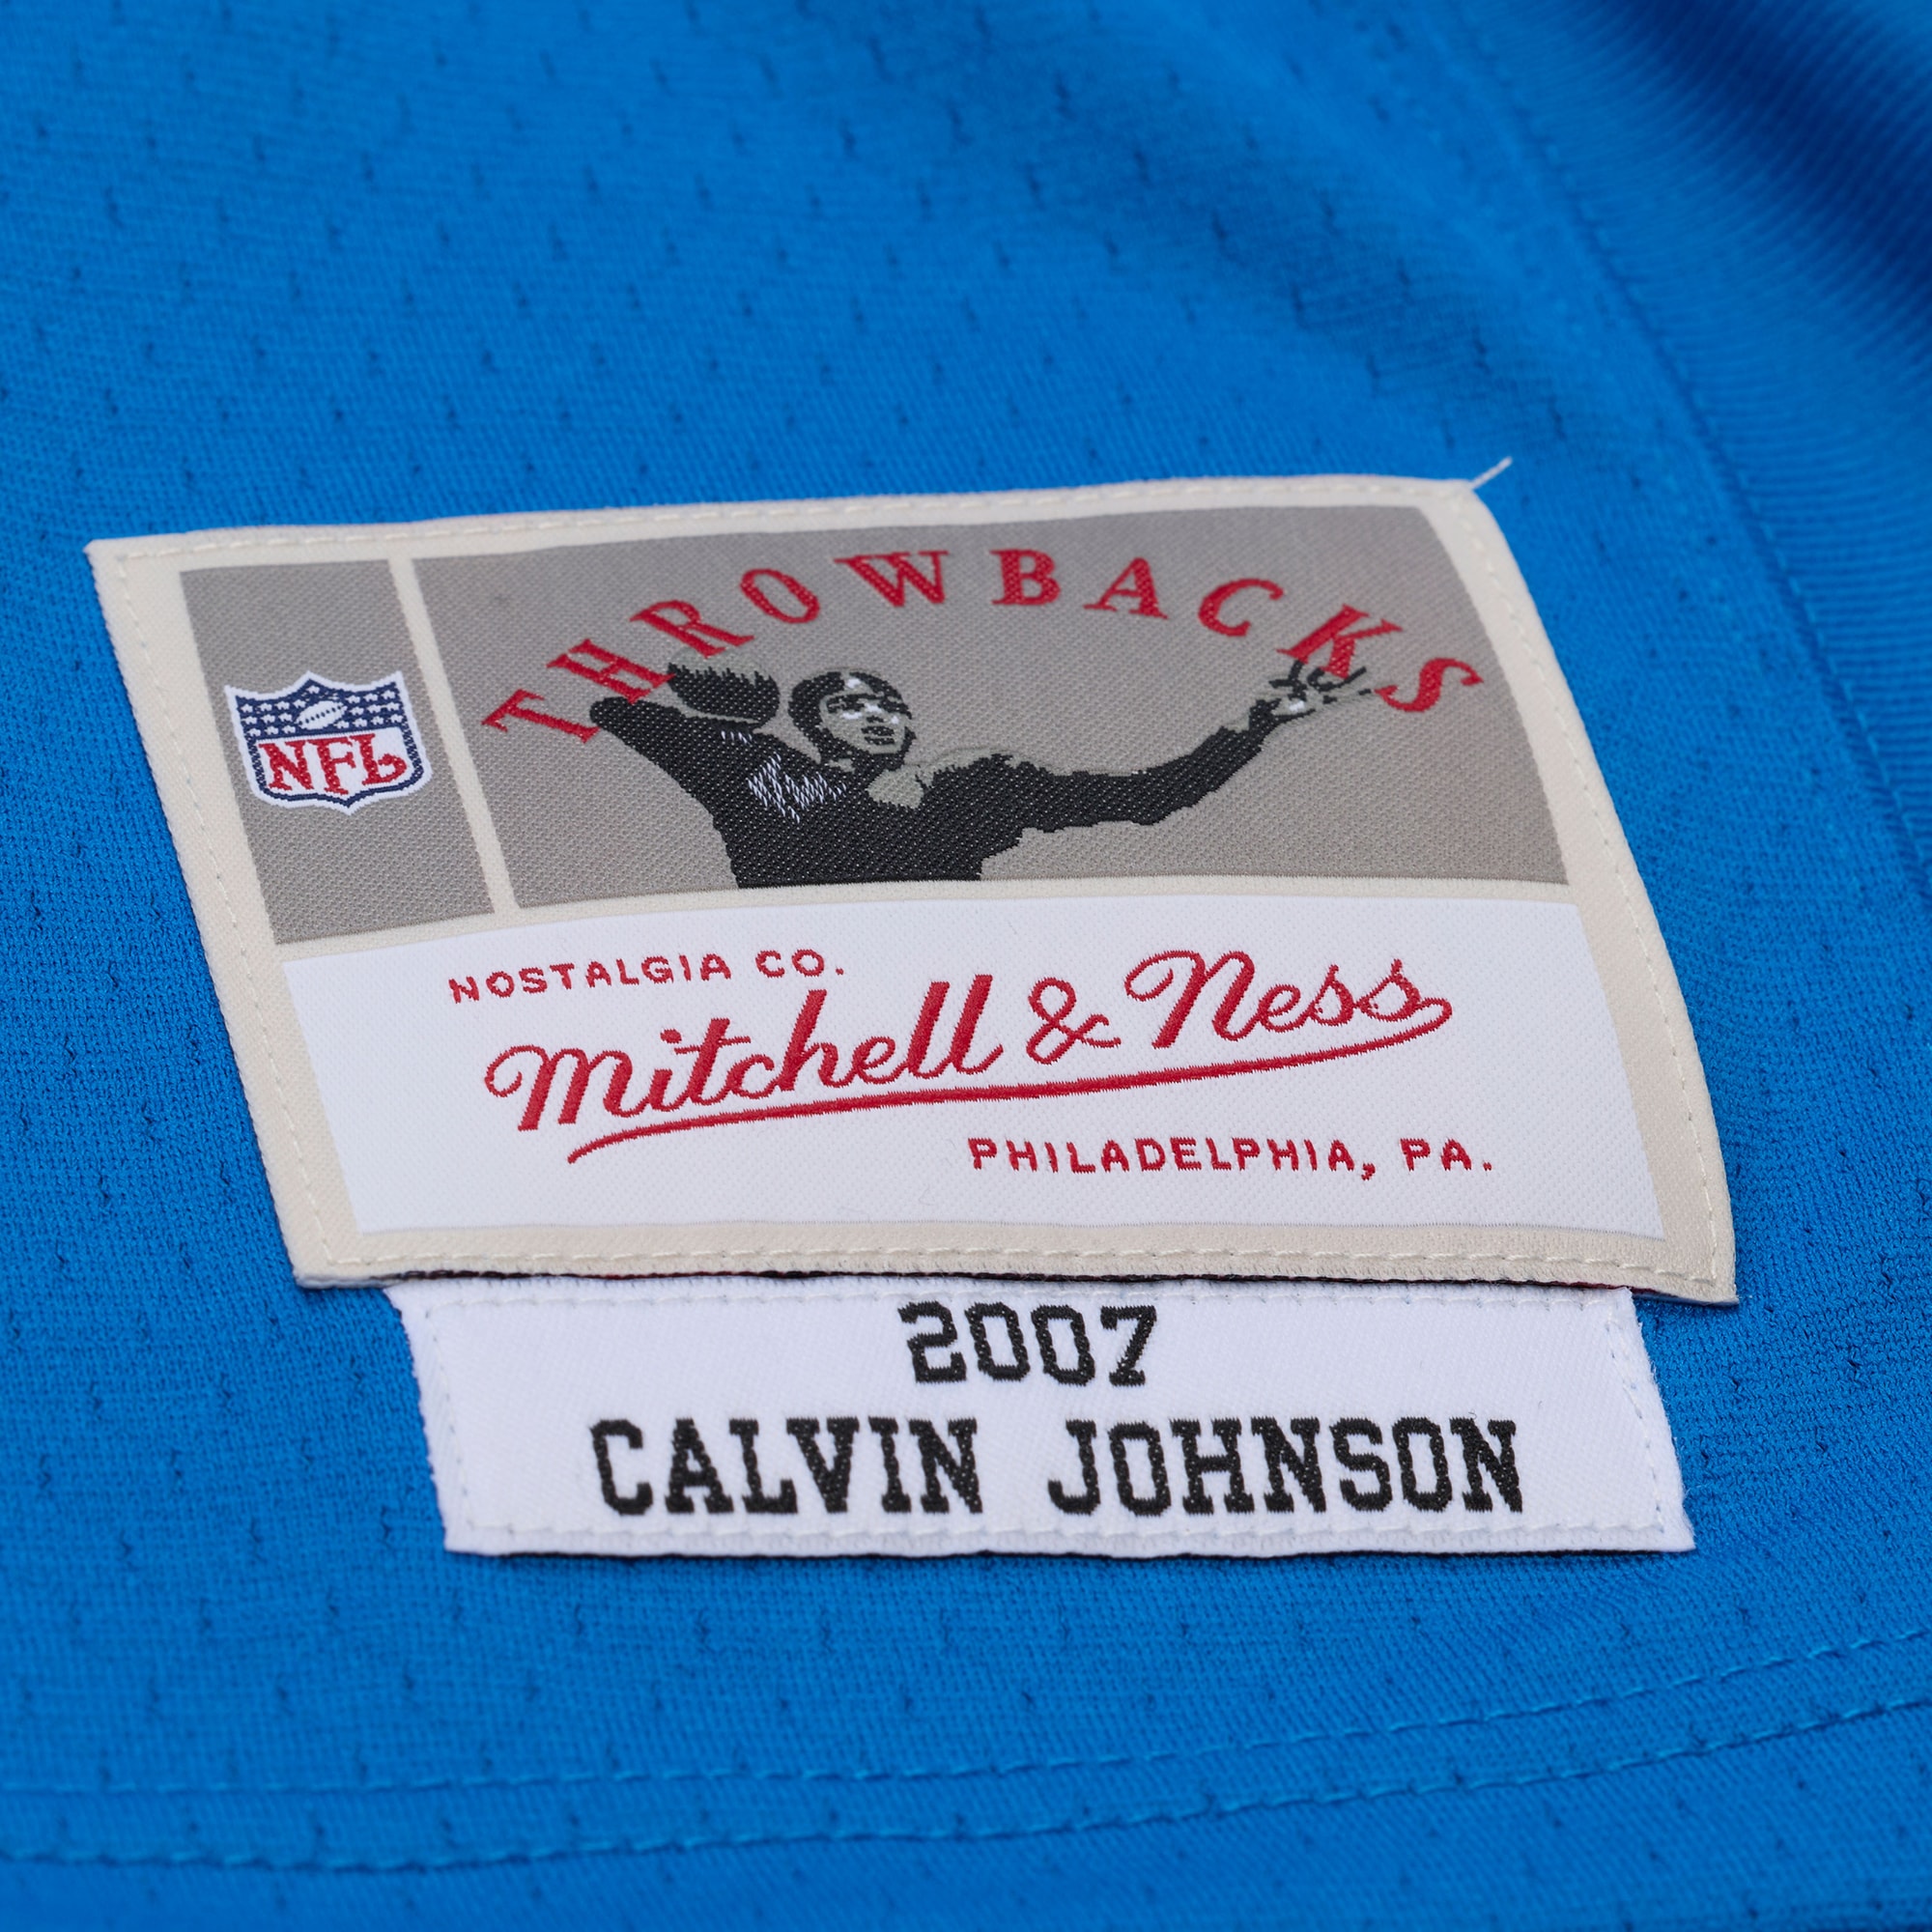 THROWBACKS
NFL
NOSTALGIA CO.
Mitchell & Ness
PHILADELPHIA, PA.
2007
CALVIN JOHNSON